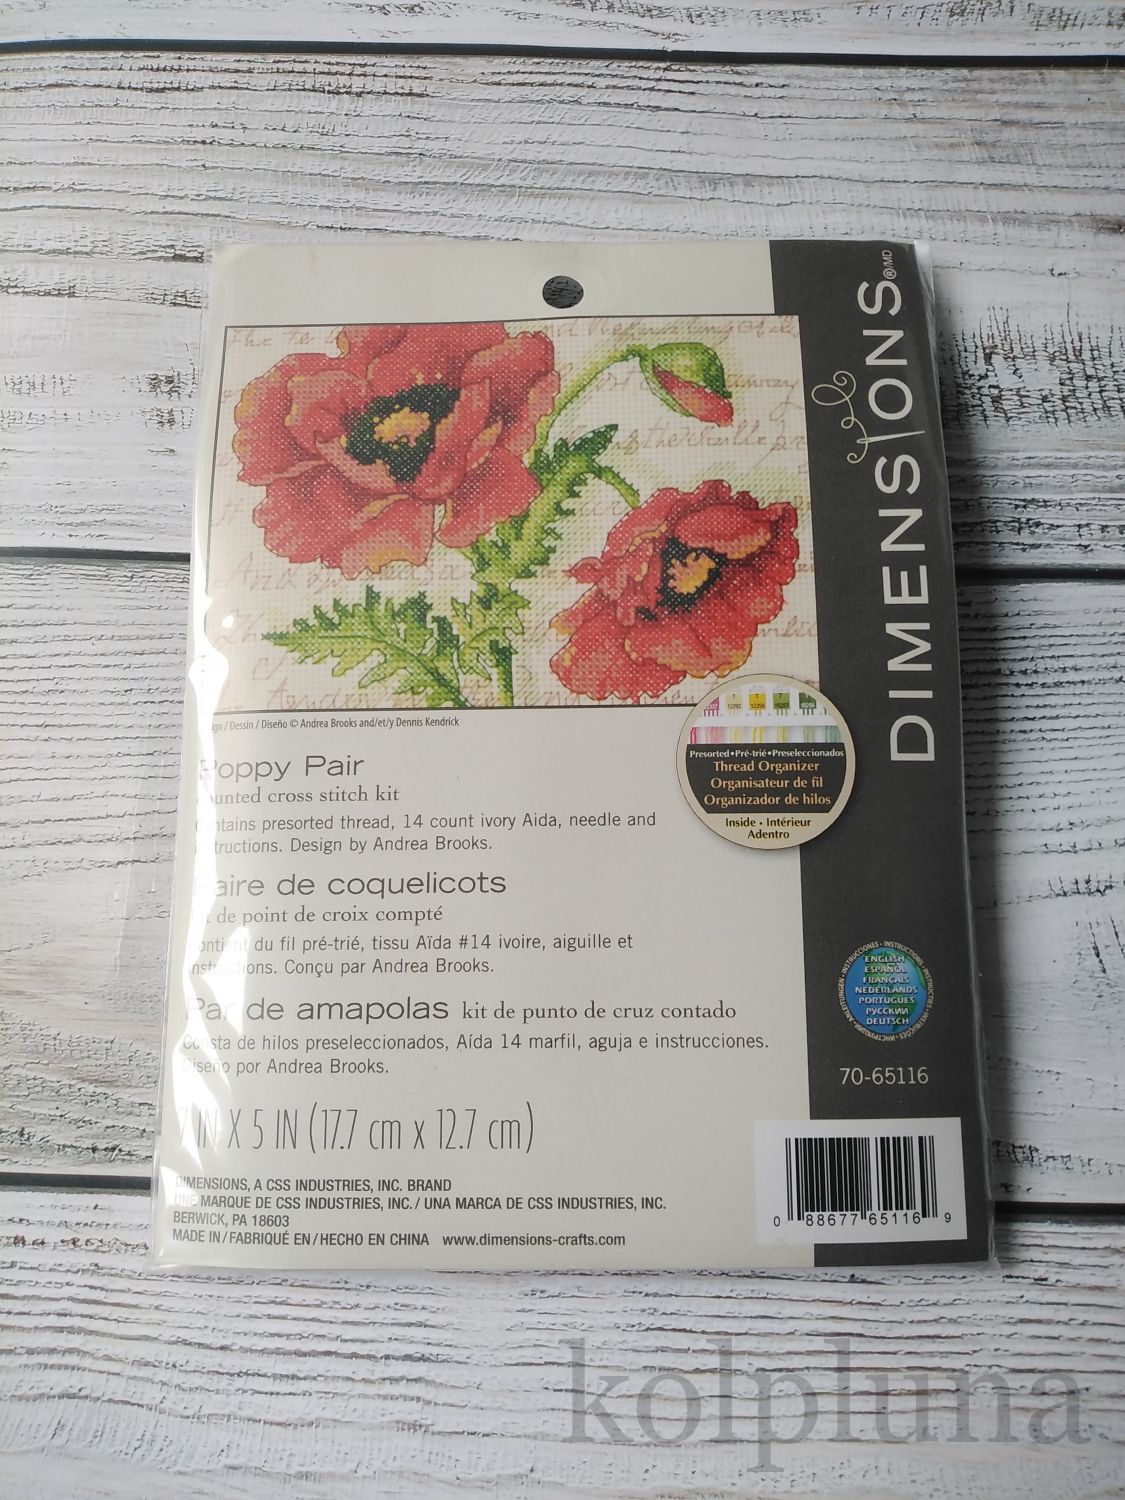 DIMENSIONS®/MD
Design / Dessin / Diseño © Andrea Brooks and/et/y Dennis Kendrick
Poppy Pair
counted cross stitch kit
Contains presorted thread, 14 count ivory Aida, needle and
instructions. Design by Andrea Brooks.
Paire de coquelicots
kit de point de croix compté
Contient du fil pré-trié, tissu Aïda #14 ivoire, aiguille et
instructions. Conçu par Andrea Brooks.
Par de amapolas kit de punto de cruz contado
Consta de hilos preseleccionados, Aída 14 marfil, aguja e instrucciones.
Diseño por Andrea Brooks.
7 IN X 5 IN (17.7 cm x 12.7 cm)
DIMENSIONS, A CSS INDUSTRIES, INC. BRAND
UNE MARQUE DE CSS INDUSTRIES, INC. / UNA MARCA DE CSS INDUSTRIES, INC.
BERWICK, PA 18603
MADE IN / FABRIQUÉ EN / HECHO EN CHINA www.dimensions-crafts.com
Presorted • Pré-trié • Preseleccionados
Thread Organizer
Organisateur de fil
Organizador de hilos
Inside • Intérieur
Adentro
ENGLISH
ESPAÑOL
FRANÇAIS
NEDERLANDS
PORTUGUÊS
РУССКИЙ
DEUTSCH
70-65116
0 88677 65116 9
kolpluna